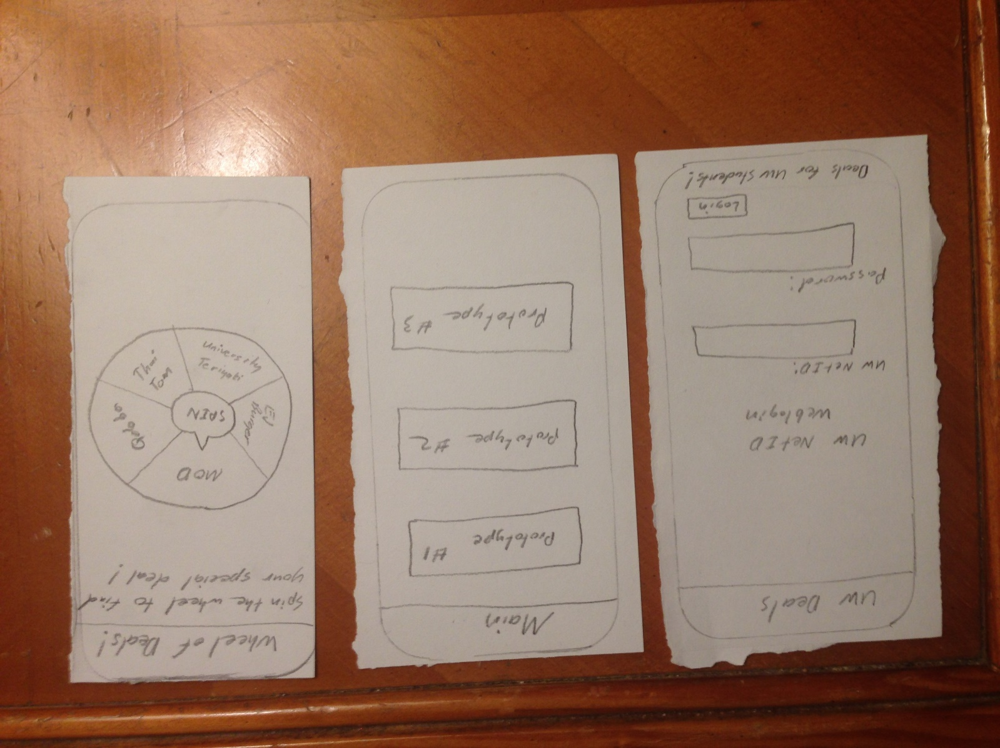 UW Deals
UW NetID
Weblogin
UW NetID:
Password:
Login
Deals for UW Students!
Main
Prototype #1
Prototype #2
Prototype #3
Wheel of Deals!
Spin the wheel to find
your special deal!
MOD
Qdoba
EJ
Burger
SPIN
Thai
Tom
University
Teriyaki